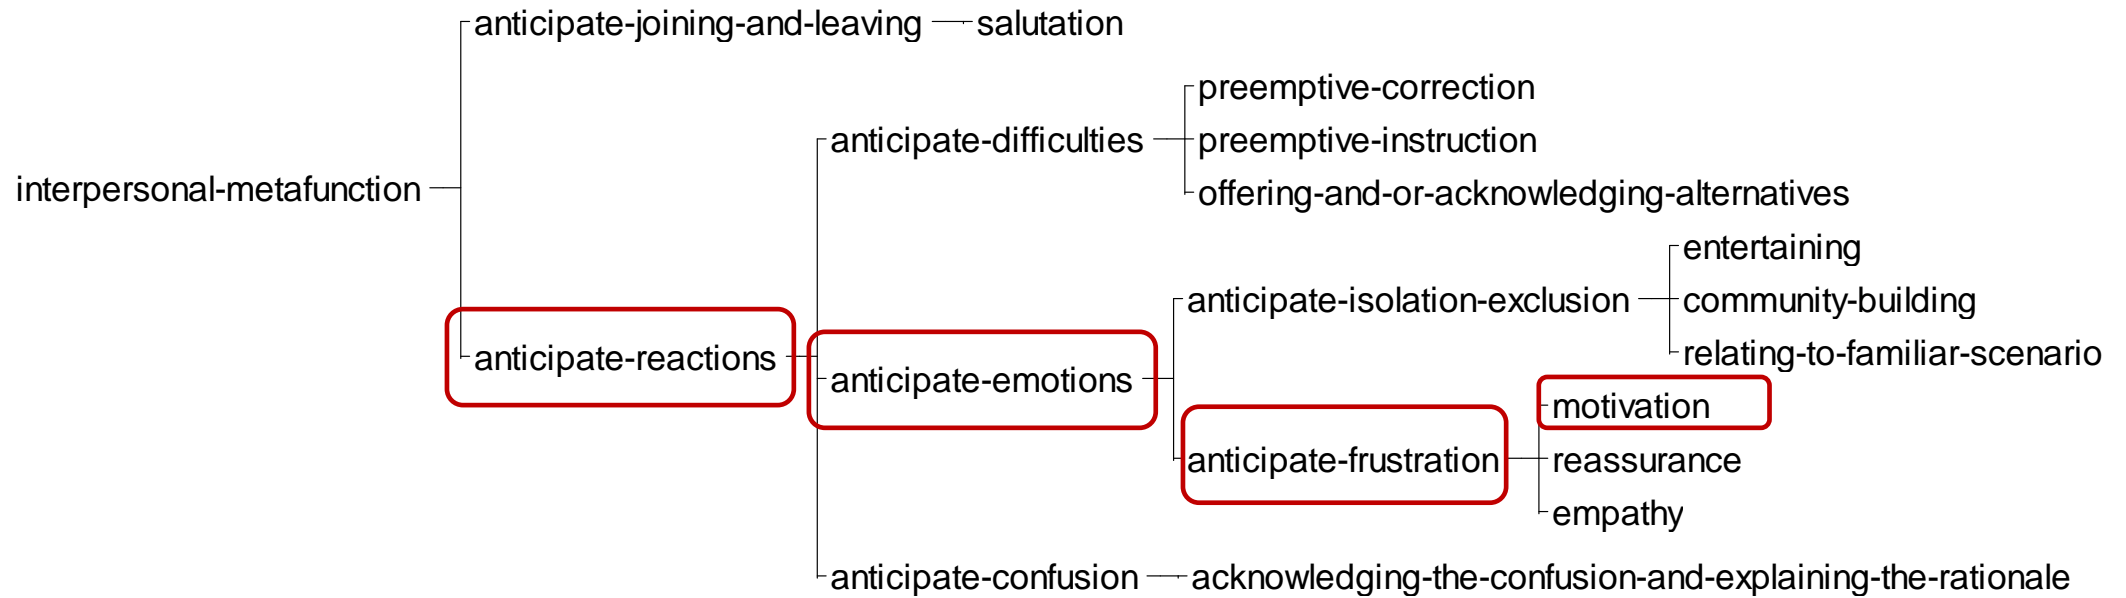 anticipate-joining-and-leaving
salutation
preemptive-correction
anticipate-difficulties
preemptive-instruction
interpersonal-metafunction
offering-and-or-acknowledging-alternatives
entertaining
anticipate-isolation-exclusion
community-building
relating-to-familiar-scenario
anticipate-reactions
anticipate-emotions
motivation
anticipate-frustration
reassurance
empathy
anticipate-confusion
acknowledging-the-confusion-and-explaining-the-rationale